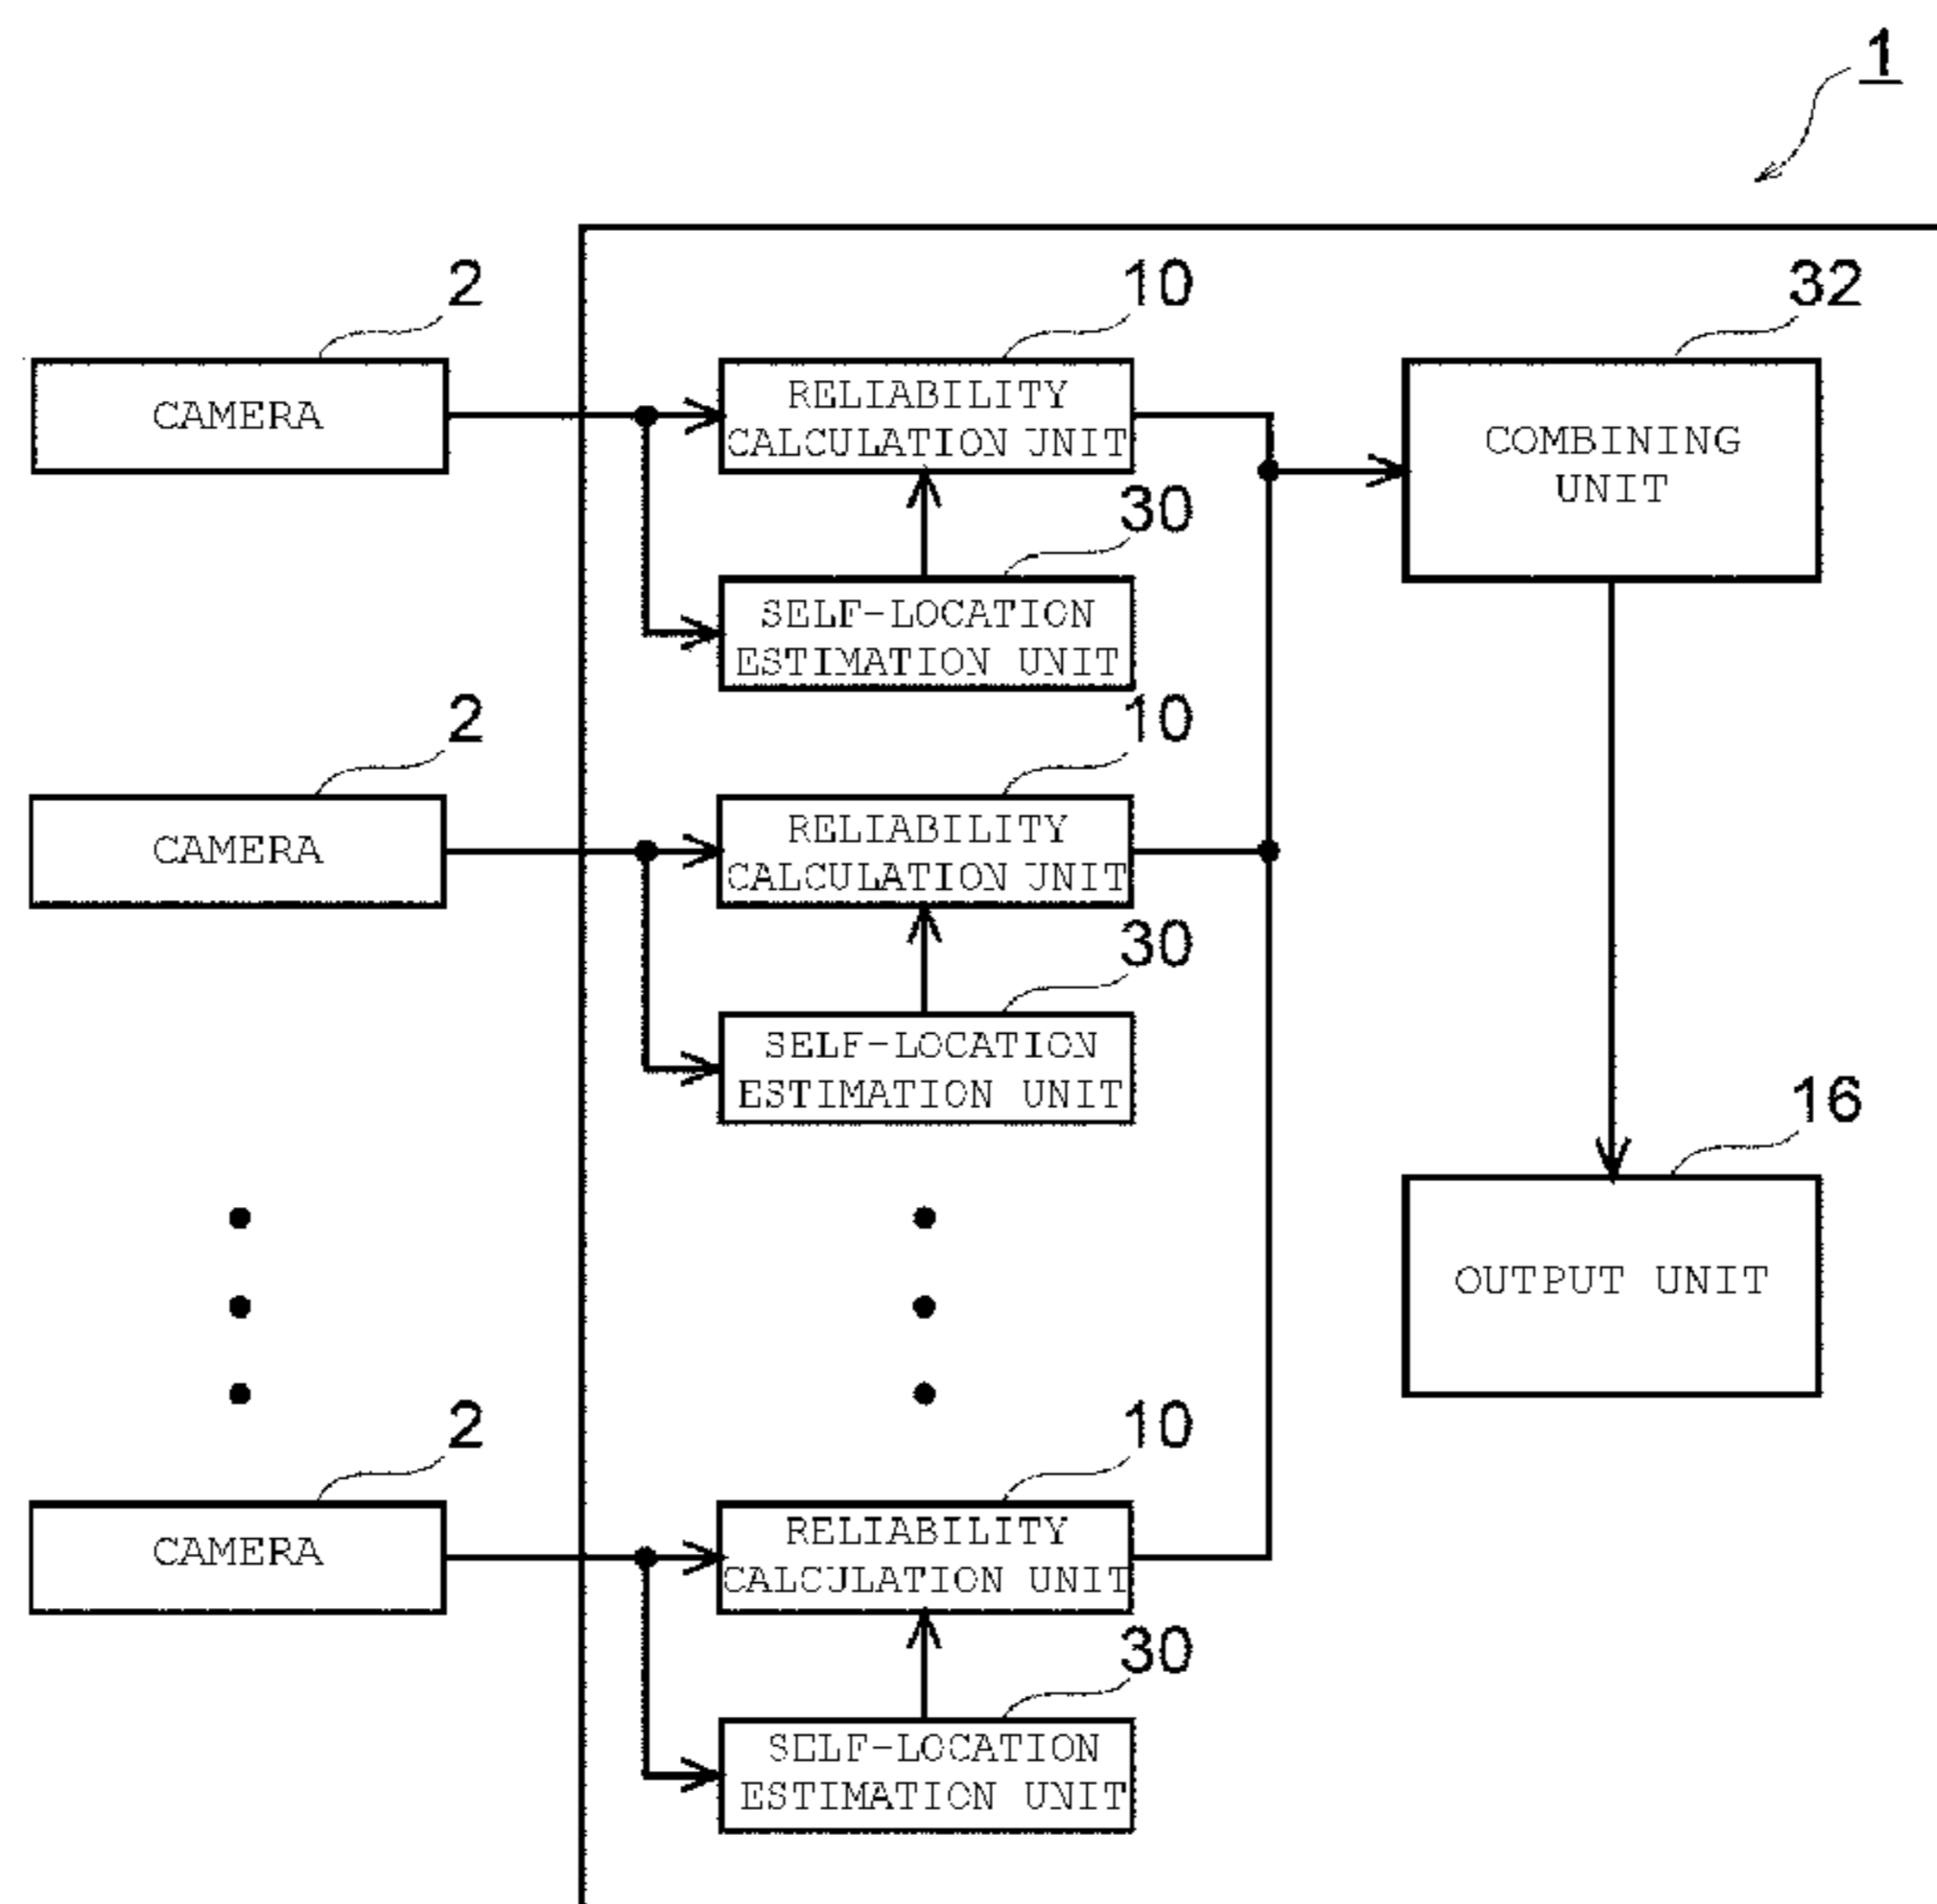 1
2
10
32
CAMERA
RELIABILITY
CALCULATION UNIT
COMBINING
UNIT
30
SELF-LOCATION
ESTIMATION UNIT
2
10
CAMERA
RELIABILITY
CALCULATION UNIT
30
SELF-LOCATION
ESTIMATION UNIT
16
OUTPUT UNIT
2
10
CAMERA
RELIABILITY
CALCULATION UNIT
30
SELF-LOCATION
ESTIMATION UNIT